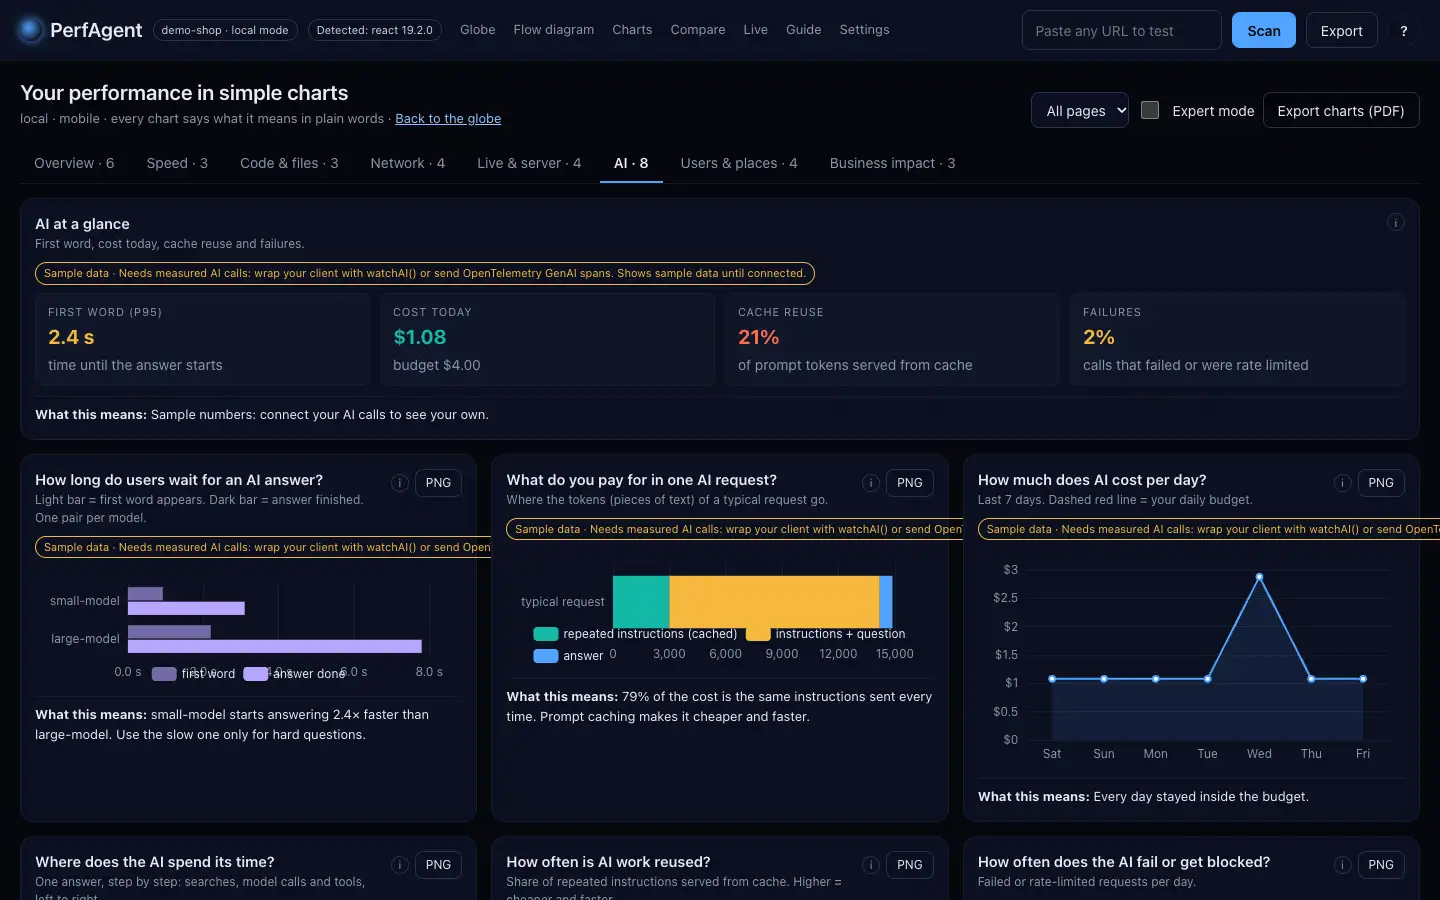 PerfAgent
demo-shop · local mode
Detected: react 19.2.0
Globe
Flow diagram
Charts
Compare
Live
Guide
Settings
Paste any URL to test
Scan
Export
?
Your performance in simple charts
local · mobile · every chart says what it means in plain words · Back to the globe
All pages
Expert mode
Export charts (PDF)
Overview · 6
Speed · 3
Code & files · 3
Network · 4
Live & server · 4
AI · 8
Users & places · 4
Business impact · 3
AI at a glance
i
First word, cost today, cache reuse and failures.
Sample data · Needs measured AI calls: wrap your client with watchAI() or send OpenTelemetry GenAI spans. Shows sample data until connected.
FIRST WORD (P95)
2.4 s
time until the answer starts
COST TODAY
$1.08
budget $4.00
CACHE REUSE
21%
of prompt tokens served from cache
FAILURES
2%
calls that failed or were rate limited
What this means: Sample numbers: connect your AI calls to see your own.
How long do users wait for an AI answer?
i
PNG
Light bar = first word appears. Dark bar = answer finished.
One pair per model.
Sample data · Needs measured AI calls: wrap your client with watchAI() or send Open
small-model
large-model
0.0 s
2.0 s
4.0 s
6.0 s
8.0 s
first word
answer done
What this means: small-model starts answering 2.4× faster than
large-model. Use the slow one only for hard questions.
What do you pay for in one AI request?
i
PNG
Where the tokens (pieces of text) of a typical request go.
Sample data · Needs measured AI calls: wrap your client with watchAI() or send OpenT
typical request
repeated instructions (cached)
instructions + question
answer
0
3,000
6,000
9,000
12,000
15,000
What this means: 79% of the cost is the same instructions sent every
time. Prompt caching makes it cheaper and faster.
How much does AI cost per day?
i
PNG
Last 7 days. Dashed red line = your daily budget.
Sample data · Needs measured AI calls: wrap your client with watchAI() or send OpenTe
$3
$2.5
$2
$1.5
$1
$0.5
$0
Sat
Sun
Mon
Tue
Wed
Thu
Fri
What this means: Every day stayed inside the budget.
Where does the AI spend its time?
i
PNG
One answer, step by step: searches, model calls and tools,
left to right.
How often is AI work reused?
i
PNG
Share of repeated instructions served from cache. Higher =
cheaper and faster.
How often does the AI fail or get blocked?
i
PNG
Failed or rate-limited requests per day.